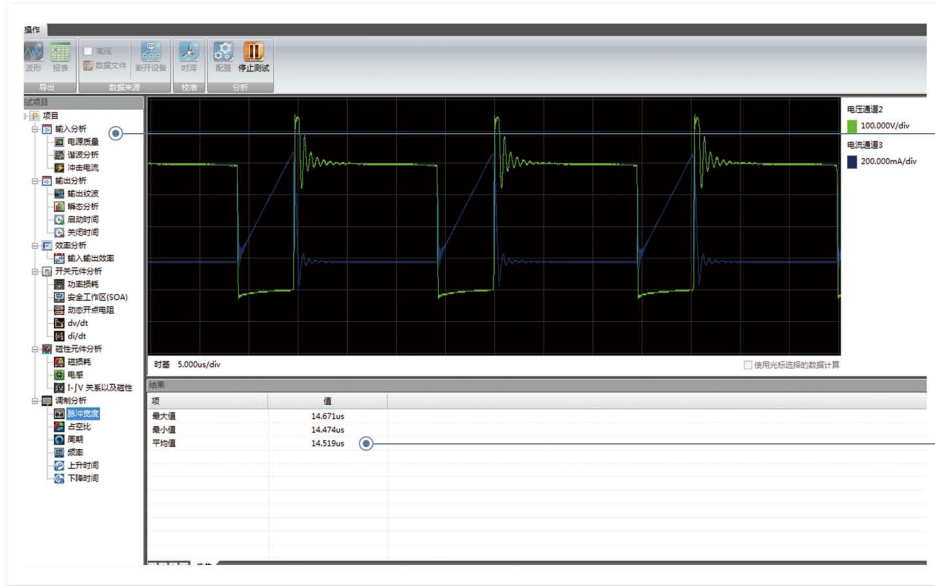 操作
波形
报表
离线
数据文件
断开设备
时滞
配置
停止测试
导出
数据来源
校准
分析
试项目
项目
输入分析
电源质量
谐波分析
冲击电流
输出分析
输出纹波
瞬态分析
启动时间
关闭时间
效率分析
输入输出效率
开关元件分析
功率损耗
安全工作区(SOA)
动态开点电阻
dv/dt
di/dt
磁性元件分析
磁损耗
电感
I-∫V 关系以及磁性
调制分析
脉冲宽度
占空比
周期
频率
上升时间
下降时间
电压通道2
100.000V/div
电流通道3
200.000mA/div
时基 5.000us/div
使用光标选择的数据计算
结果
项 值
最大值 14.671us
最小值 14.474us
平均值 14.519us